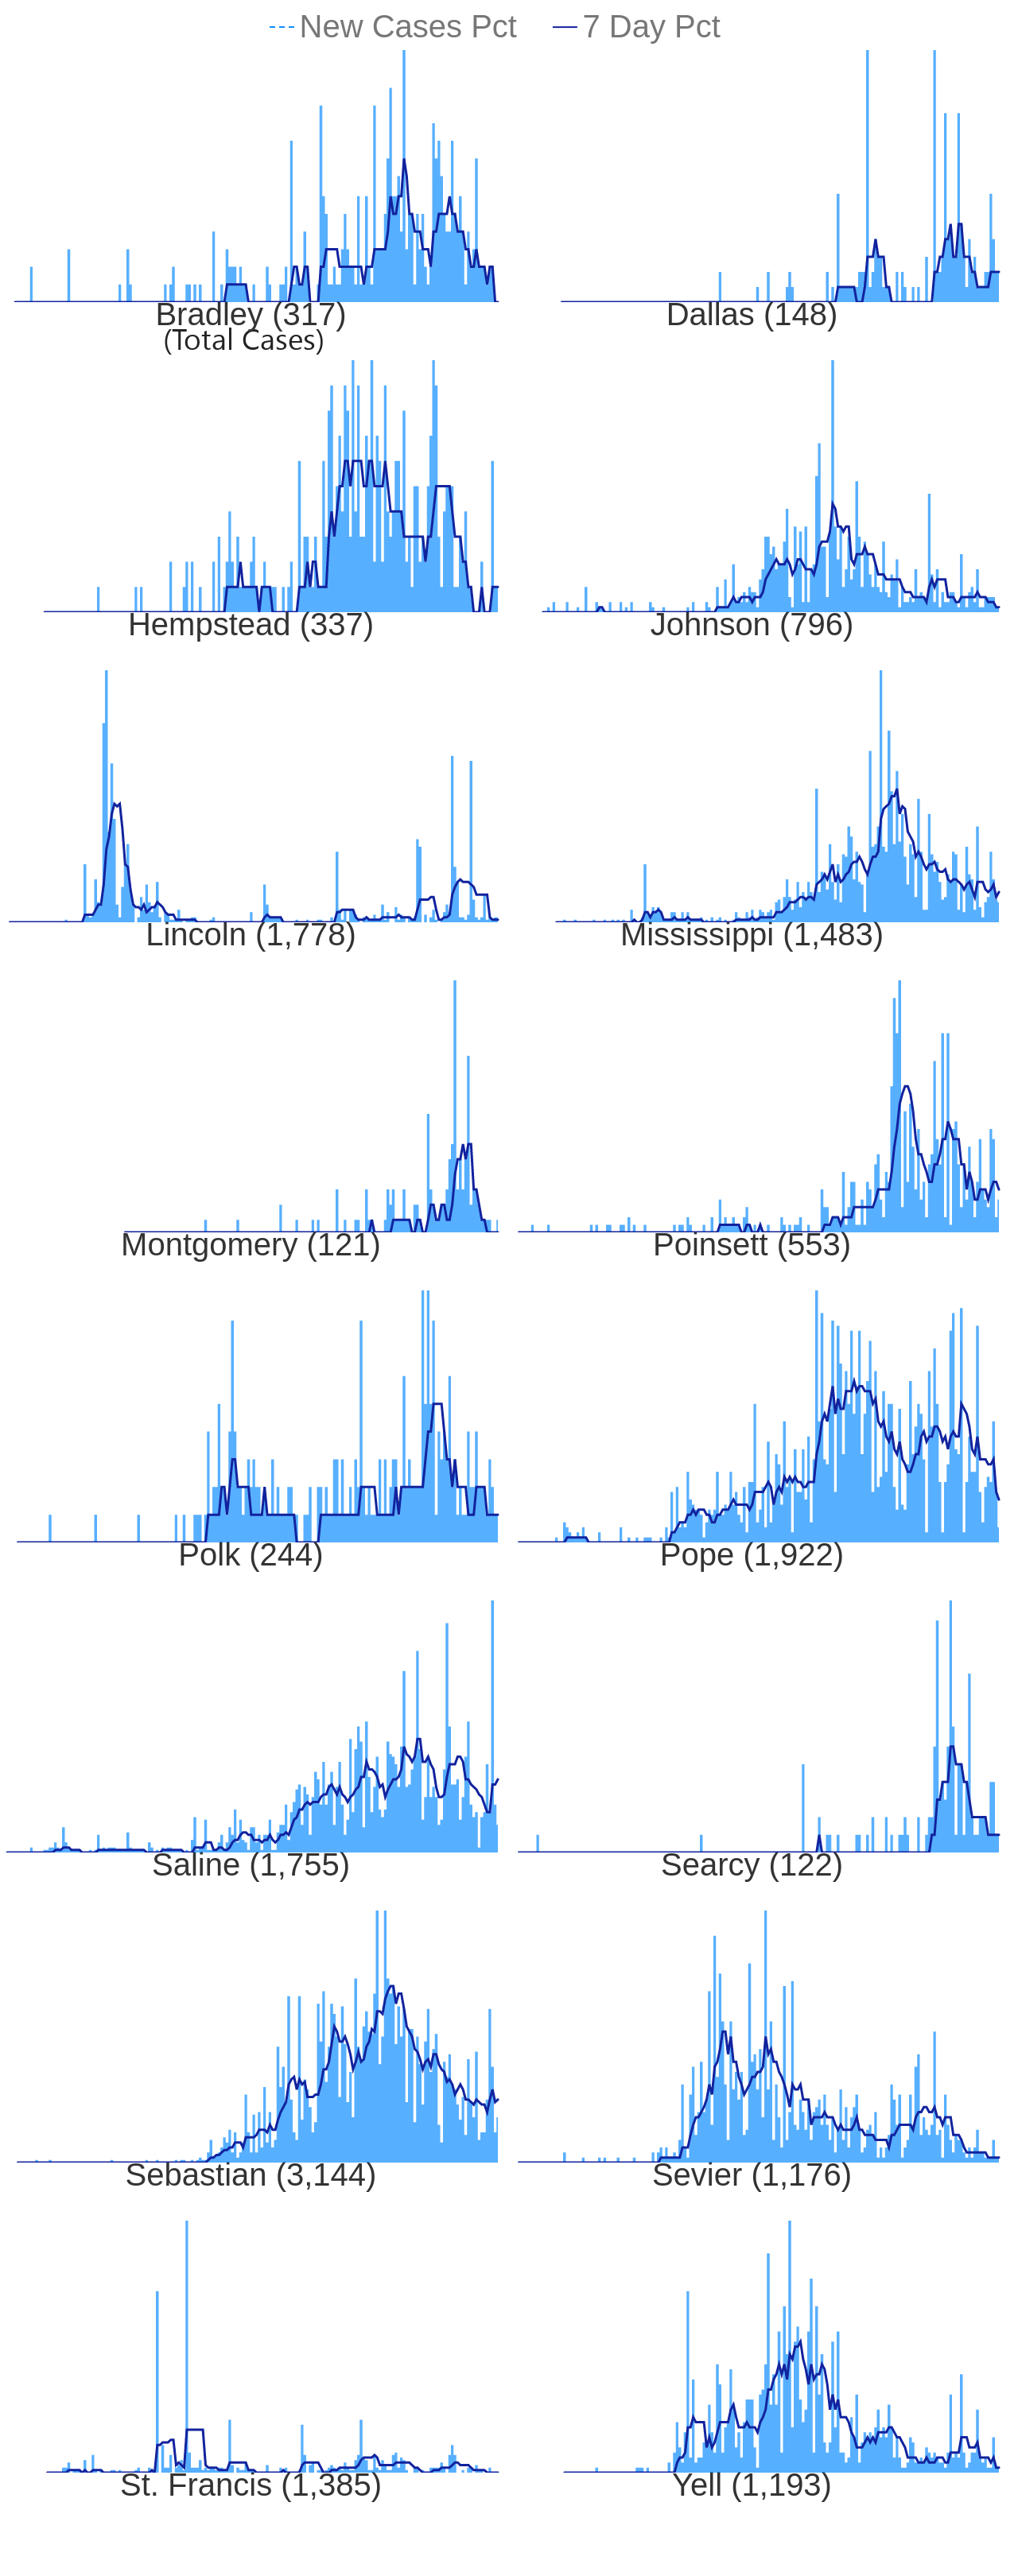 New Cases Pct 7 Day Pct
Bradley (317) Dallas (148)
(Total Cases)
Hempstead (337) Johnson (796)
Lincoln (1,778) Mississippi (1,483)
Montgomery (121) Poinsett (553)
Polk (244) Pope (1,922)
Saline (1,755) Searcy (122)
Sebastian (3,144) Sevier (1,176)
St. Francis (1,385) Yell (1,193)